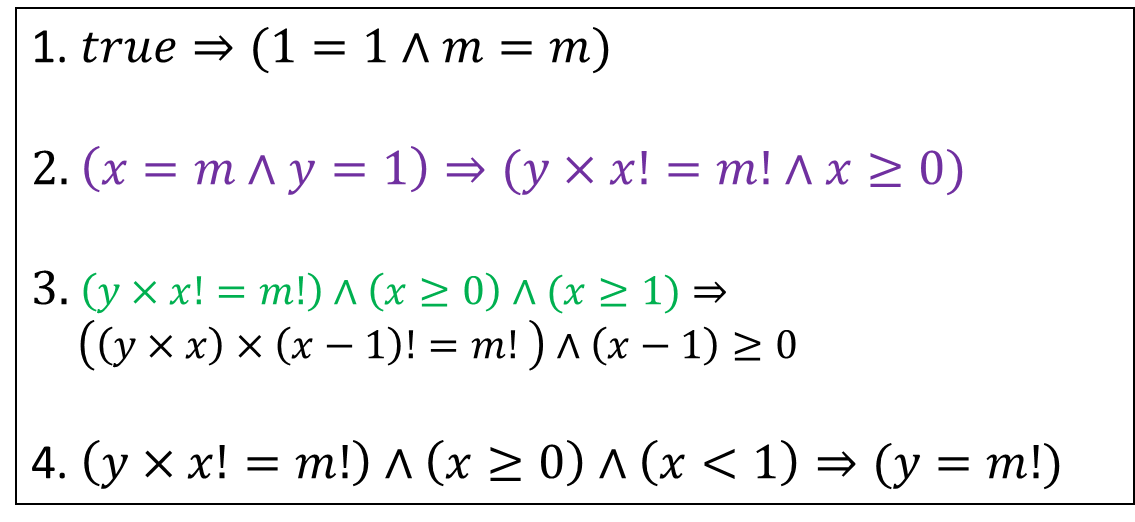 1. true ⇒ (1 = 1 ∧ m = m)
2. (x = m ∧ y = 1) ⇒ (y × x! = m! ∧ x ≥ 0)
3. (y × x! = m!) ∧ (x ≥ 0) ∧ (x ≥ 1) ⇒
((y × x) × (x − 1)! = m! ) ∧ (x − 1) ≥ 0
4. (y × x! = m!) ∧ (x ≥ 0) ∧ (x < 1) ⇒ (y = m!)